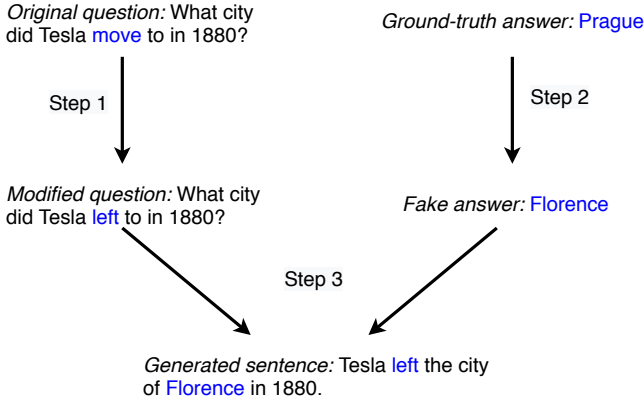 Original question: What city
did Tesla move to in 1880?
Ground-truth answer: Prague
Step 1
Step 2
Modified question: What city
did Tesla left to in 1880?
Fake answer: Florence
Step 3
Generated sentence: Tesla left the city
of Florence in 1880.